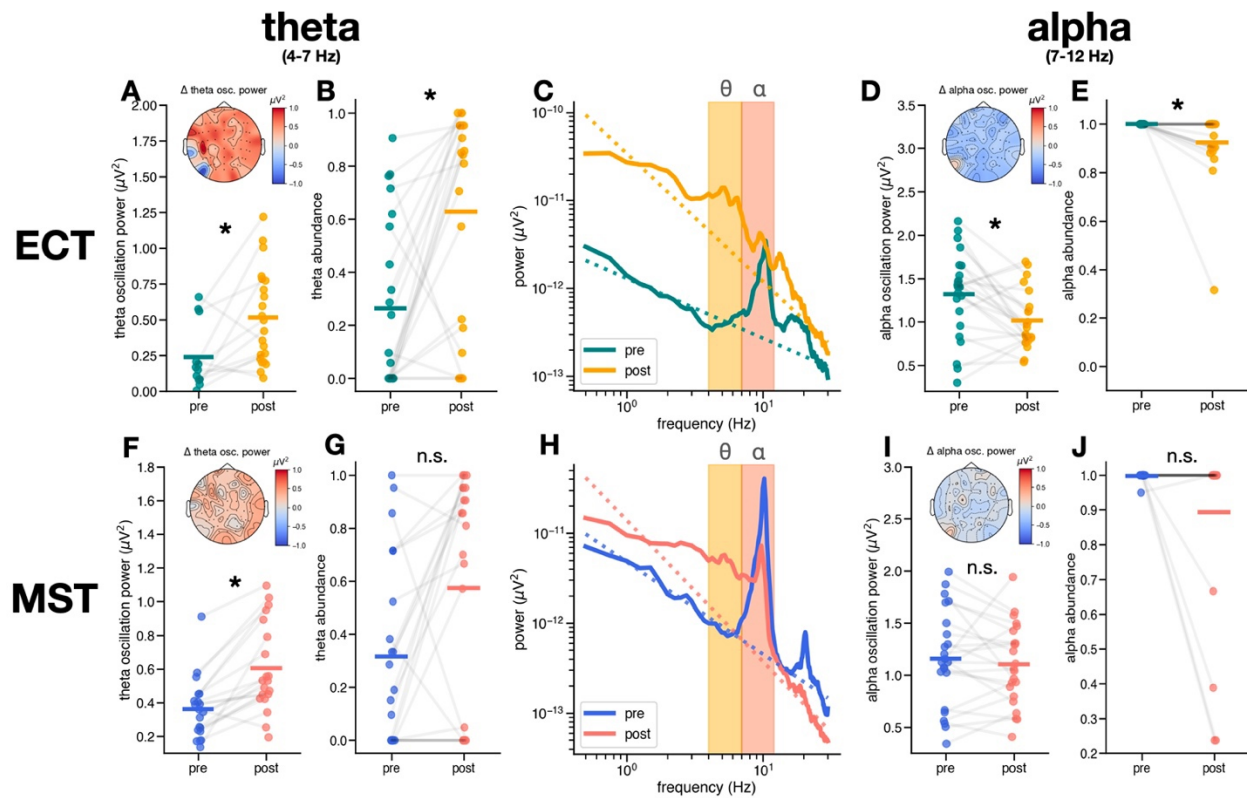 theta
(4-7 Hz)
alpha
(7-12 Hz)
ECT
MST
A
Δ theta osc. power
μV²
1.0
0.5
0.0
−0.5
−1.0
*
theta oscillation power (μV²)
2.00
1.75
1.50
1.25
1.00
0.75
0.50
0.25
0.00
pre
post
B
*
theta abundance
1.0
0.8
0.6
0.4
0.2
0.0
pre
post
C
θ
α
power (μV²)
10⁻¹⁰
10⁻¹¹
10⁻¹²
10⁻¹³
pre
post
10⁰
10¹
frequency (Hz)
D
Δ alpha osc. power
μV²
1.0
0.5
0.0
−0.5
−1.0
*
alpha oscillation power (μV²)
3.5
3.0
2.5
2.0
1.5
1.0
0.5
pre
post
E
*
alpha abundance
1.0
0.8
0.6
0.4
0.2
0.0
pre
post
F
Δ theta osc. power
μV²
1.0
0.5
0.0
−0.5
−1.0
*
theta oscillation power (μV²)
1.8
1.6
1.4
1.2
1.0
0.8
0.6
0.4
0.2
pre
post
G
n.s.
theta abundance
1.0
0.8
0.6
0.4
0.2
0.0
pre
post
H
θ
α
power (μV²)
10⁻¹¹
10⁻¹²
10⁻¹³
pre
post
10⁰
10¹
frequency (Hz)
I
Δ alpha osc. power
μV²
1.0
0.5
0.0
−0.5
−1.0
n.s.
alpha oscillation power (μV²)
3.0
2.5
2.0
1.5
1.0
0.5
pre
post
J
n.s.
alpha abundance
1.0
0.9
0.8
0.7
0.6
0.5
0.4
0.3
0.2
pre
post